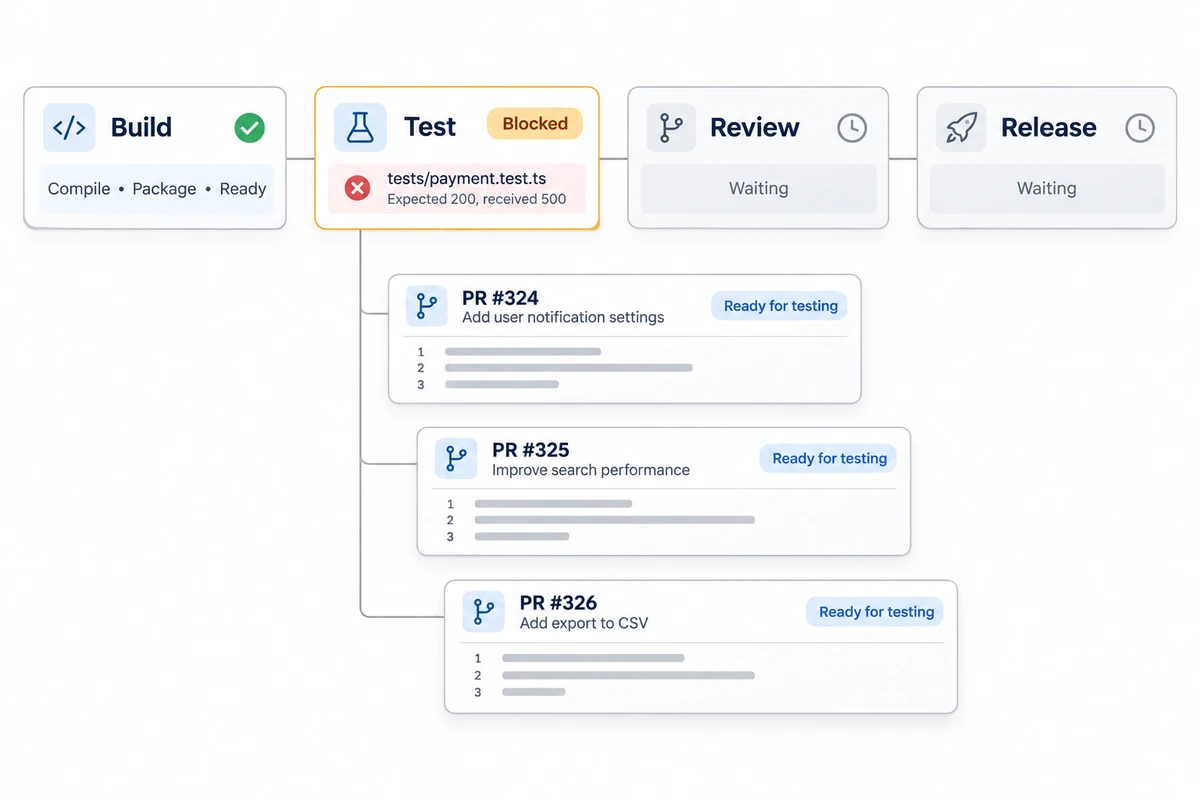 Build
Compile • Package • Ready
Test
Blocked
tests/payment.test.ts
Expected 200, received 500
Review
Waiting
Release
Waiting
PR #324
Add user notification settings
Ready for testing
1
2
3
PR #325
Improve search performance
Ready for testing
1
2
3
PR #326
Add export to CSV
Ready for testing
1
2
3